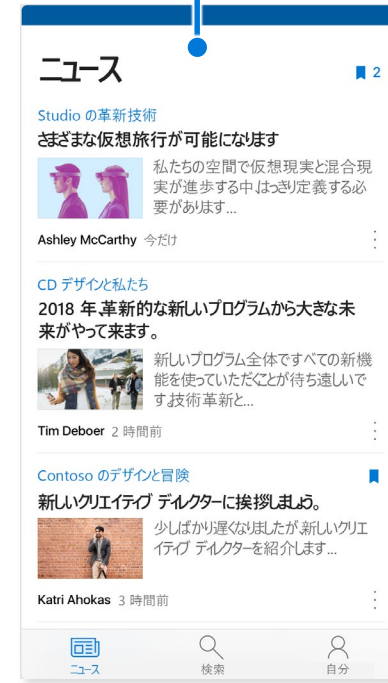 ニュース
2
Studio の革新技術
さまざまな仮想旅行が可能になります
私たちの空間で仮想現実と混合現
実が進歩する中、はっきり定義する必
要があります...
Ashley McCarthy 今だけ
CD デザインと私たち
2018 年、革新的な新しいプログラムから大きな未
来がやって来ます。
新しいプログラム全体ですべての新機
能を使っていただくことが待ち遠しいで
す。技術革新と...
Tim Deboer 2 時間前
Contoso のデザインと冒険
新しいクリエイティブ ディレクターに挨拶しましょう。
少しばかり遅くなりましたが、新しいクリエ
イティブ ディレクターを紹介します...
Katri Ahokas 3 時間前
ニュース
検索
自分